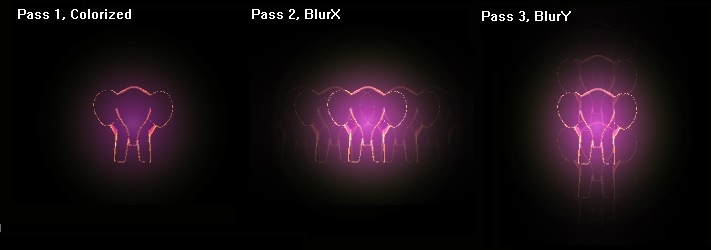 Pass 1, Colorized
Pass 2, BlurX
Pass 3, BlurY